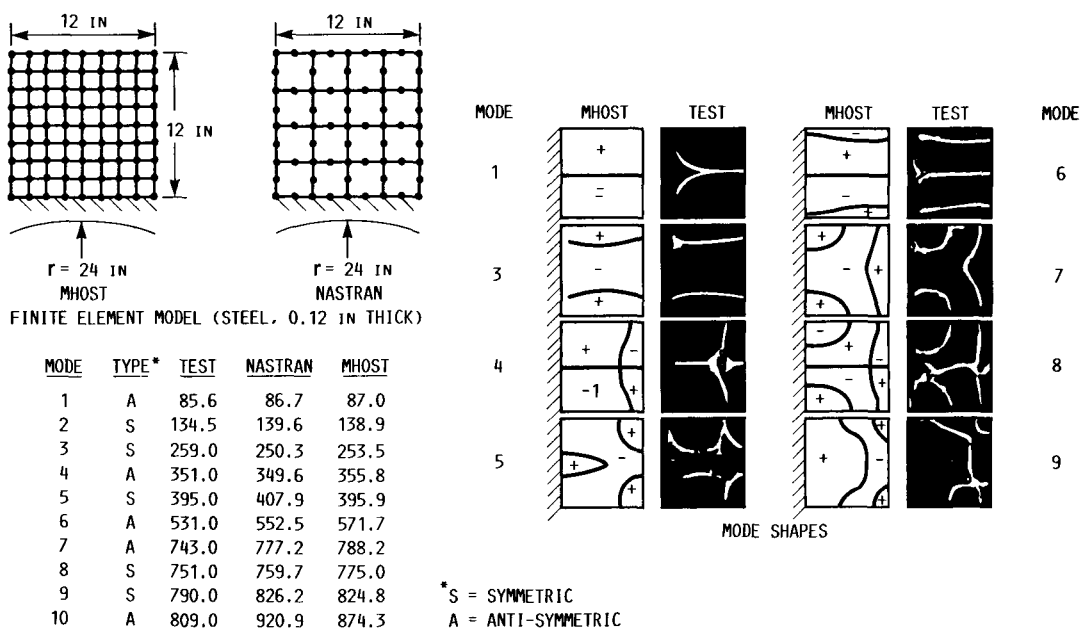 12 IN
12 IN
12 IN
r = 24 IN
MHOST
r = 24 IN
NASTRAN
FINITE ELEMENT MODEL (STEEL, 0.12 IN THICK)
MODE TYPE* TEST NASTRAN MHOST
1 A 85.6 86.7 87.0
2 S 134.5 139.6 138.9
3 S 259.0 250.3 253.5
4 A 351.0 349.6 355.8
5 S 395.0 407.9 395.9
6 A 531.0 552.5 571.7
7 A 743.0 777.2 788.2
8 S 751.0 759.7 775.0
9 S 790.0 826.2 824.8
10 A 809.0 920.9 874.3
*S = SYMMETRIC
A = ANTI-SYMMETRIC
MODE MHOST TEST MHOST TEST MODE
1 + = - + - + 6
3 + - + + - + + 7
4 + - -1 + - + - + - + 8
5 + + - + + + - + 9
MODE SHAPES